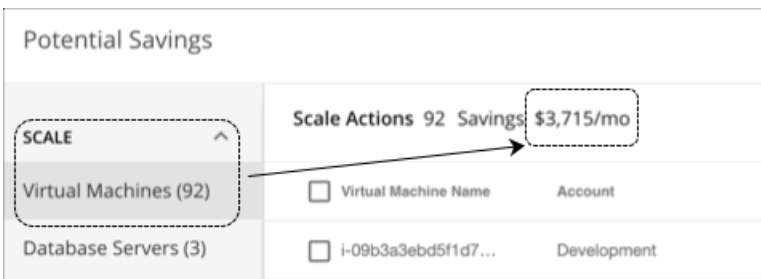 Potential Savings
SCALE
Virtual Machines (92)
Database Servers (3)
Scale Actions 92 Savings $3,715/mo
Virtual Machine Name Account
i-09b3a3ebd5f1d7... Development